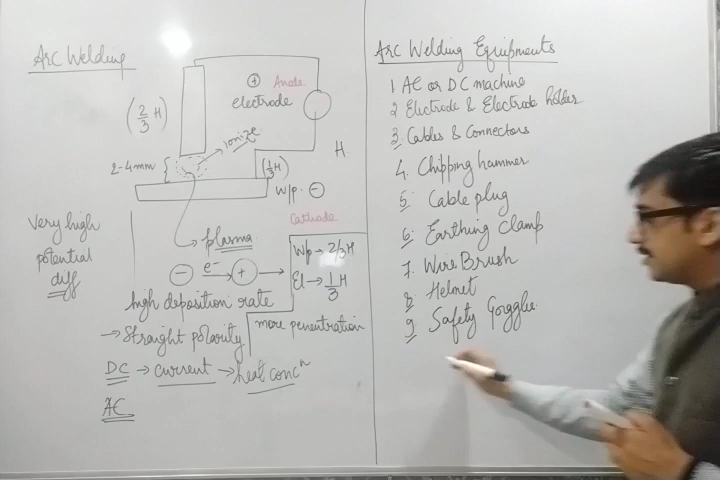 Arc Welding
(2/3 H)
⊕ Anode
electrode
ionize
2-4mm
(1/3 H)
H
w/p. ⊖
Cathode
Very high
potential
diff
plasma
⊖ e⁻ → ⊕ →
Wp → 2/3 H
El → 1/3 H
high deposition rate
→ Straight polarity
more penentration
DC → current → heat concⁿ
AC
Arc Welding Equipments
1 AC or DC machine
2 Electrode & Electrode holder
3. Cables & Connectors
4. Chipping hammer
5. Cable plug
6. Earthing Clamp
7. Wire Brush
8. Helmet
9. Safety Goggle.